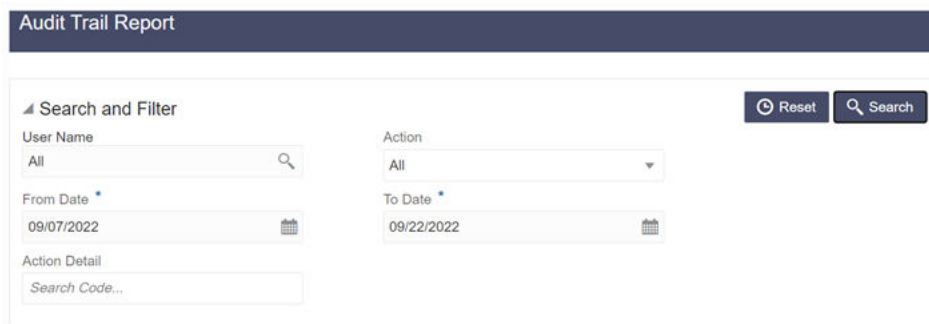 Audit Trail Report
Search and Filter
Reset
Search
User Name
Action
All
All
From Date *
To Date *
09/07/2022
09/22/2022
Action Detail
Search Code...